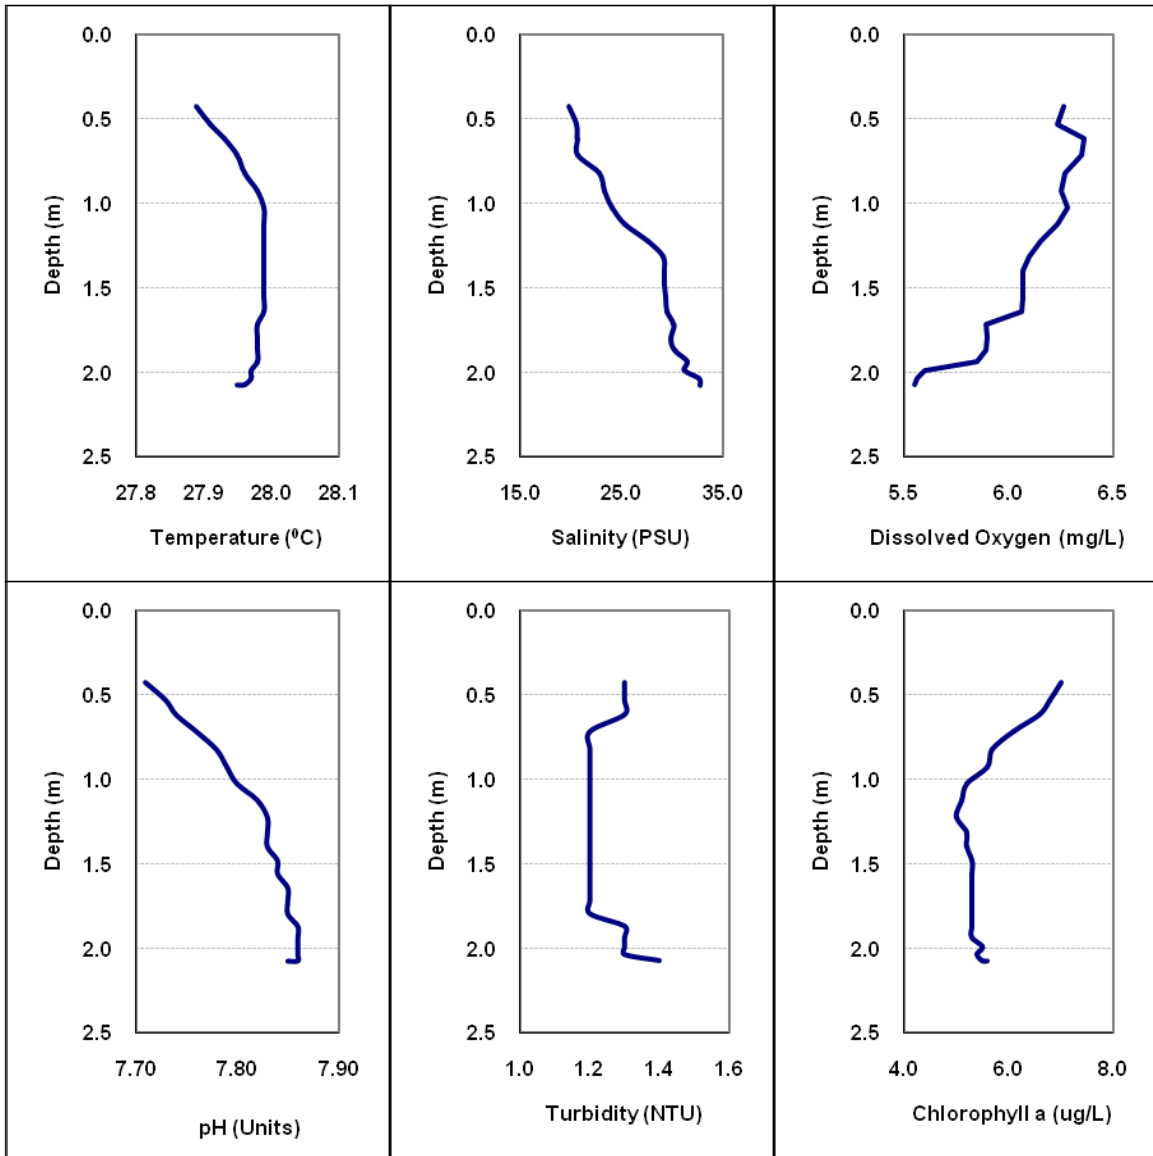 0.0
0.5
1.0
1.5
2.0
2.5
Depth (m)
27.8 27.9 28.0 28.1
Temperature (⁰C)
0.0
0.5
1.0
1.5
2.0
2.5
Depth (m)
15.0 25.0 35.0
Salinity (PSU)
0.0
0.5
1.0
1.5
2.0
2.5
Depth (m)
5.5 6.0 6.5
Dissolved Oxygen (mg/L)
0.0
0.5
1.0
1.5
2.0
2.5
Depth (m)
7.70 7.80 7.90
pH (Units)
0.0
0.5
1.0
1.5
2.0
2.5
Depth (m)
1.0 1.2 1.4 1.6
Turbidity (NTU)
0.0
0.5
1.0
1.5
2.0
2.5
Depth (m)
4.0 6.0 8.0
Chlorophyll a (ug/L)